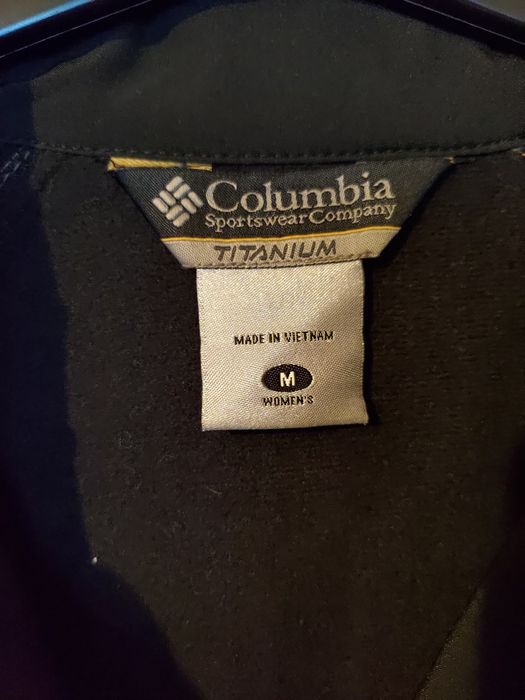 Columbia
Sportswear Company
TITANIUM
MADE IN VIETNAM
M
WOMEN'S